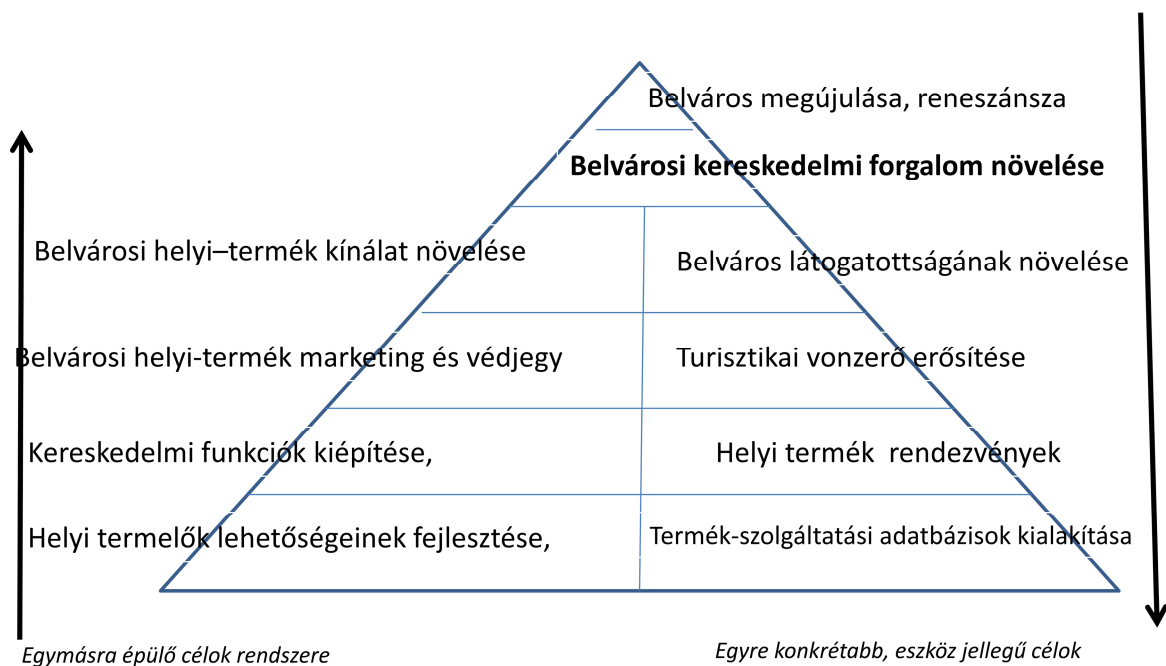 Belváros megújulása, reneszánsza
Belvárosi kereskedelmi forgalom növelése
Belvárosi helyi–termék kínálat növelése
Belváros látogatottságának növelése
Belvárosi helyi-termék marketing és védjegy
Turisztikai vonzerő erősítése
Kereskedelmi funkciók kiépítése,
Helyi termék rendezvények
Helyi termelők lehetőségeinek fejlesztése,
Termék-szolgáltatási adatbázisok kialakítása
Egymásra épülő célok rendszere
Egyre konkrétabb, eszköz jellegű célok